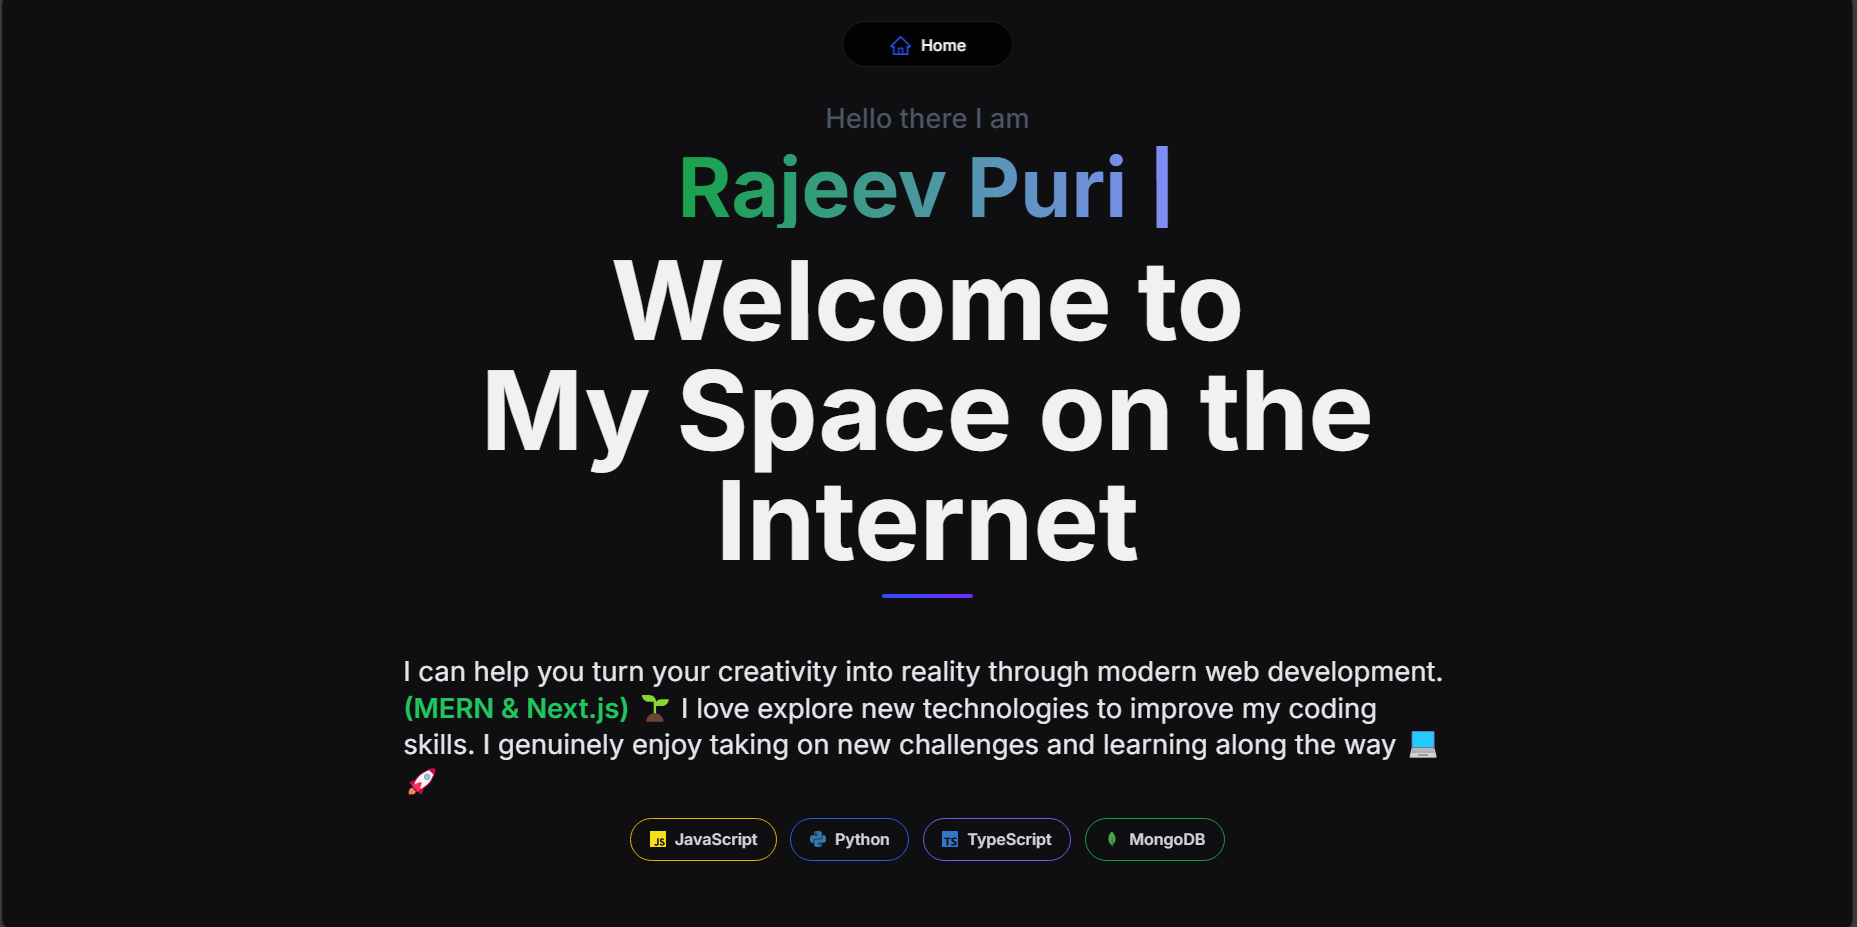 Home
Hello there I am
Rajeev Puri |
Welcome to
My Space on the
Internet
I can help you turn your creativity into reality through modern web development.
(MERN & Next.js) 🌱 I love explore new technologies to improve my coding
skills. I genuinely enjoy taking on new challenges and learning along the way 💻
🚀
JS JavaScript Python TS TypeScript MongoDB